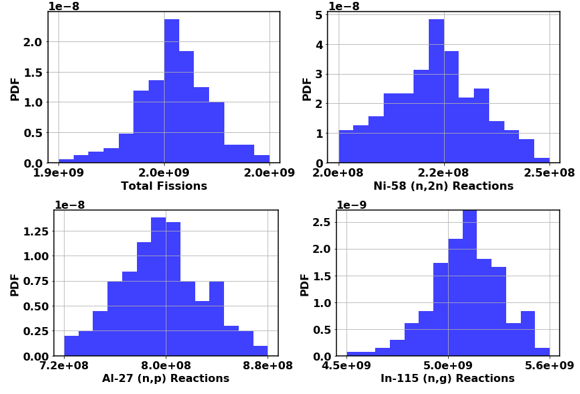 1e−8
2.0
1.5
1.0
0.5
0.0
PDF
1.9e+09 2.0e+09 2.0e+09
Total Fissions
1e−8
5
4
3
2
1
0
PDF
2.0e+08 2.2e+08 2.5e+08
Ni-58 (n,2n) Reactions
1e−8
1.25
1.00
0.75
0.50
0.25
0.00
PDF
7.2e+08 8.0e+08 8.8e+08
Al-27 (n,p) Reactions
1e−9
2.5
2.0
1.5
1.0
0.5
0.0
PDF
4.5e+09 5.0e+09 5.6e+09
In-115 (n,g) Reactions